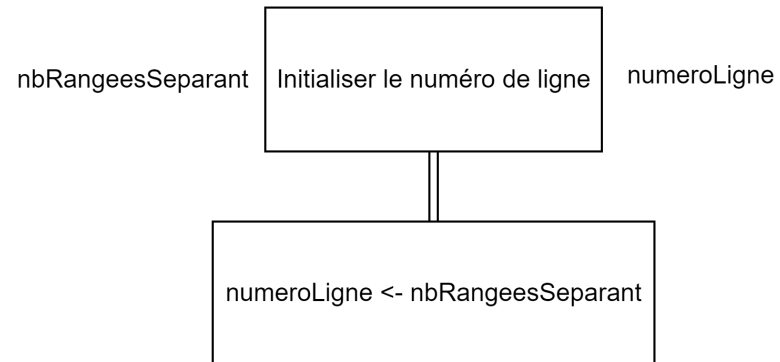 nbRangeesSeparant
Initialiser le numéro de ligne
numeroLigne
numeroLigne <- nbRangeesSeparant